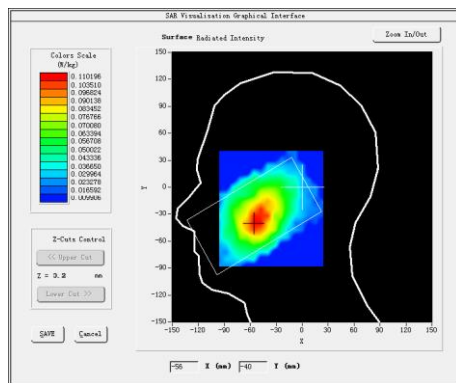 SAR Visualisation Graphical Interface
Surface Radiated Intensity
Zoom In/Out
Colors Scale
(W/kg)
0.110196
0.103510
0.096824
0.090138
0.083452
0.076766
0.070080
0.063394
0.056708
0.050022
0.043336
0.036650
0.029964
0.023278
0.016592
0.009906
Z-Cuts Control
<< Upper Cut
Z = 3.2 mm
Lower Cut >>
SAVE Cancel
150
120
90
60
30
Y 0
-30
-60
-90
-120
-150
-150 -120 -90 -60 -30 0 30 60 90 120 150
X
-56 X (mm) -40 Y (mm)